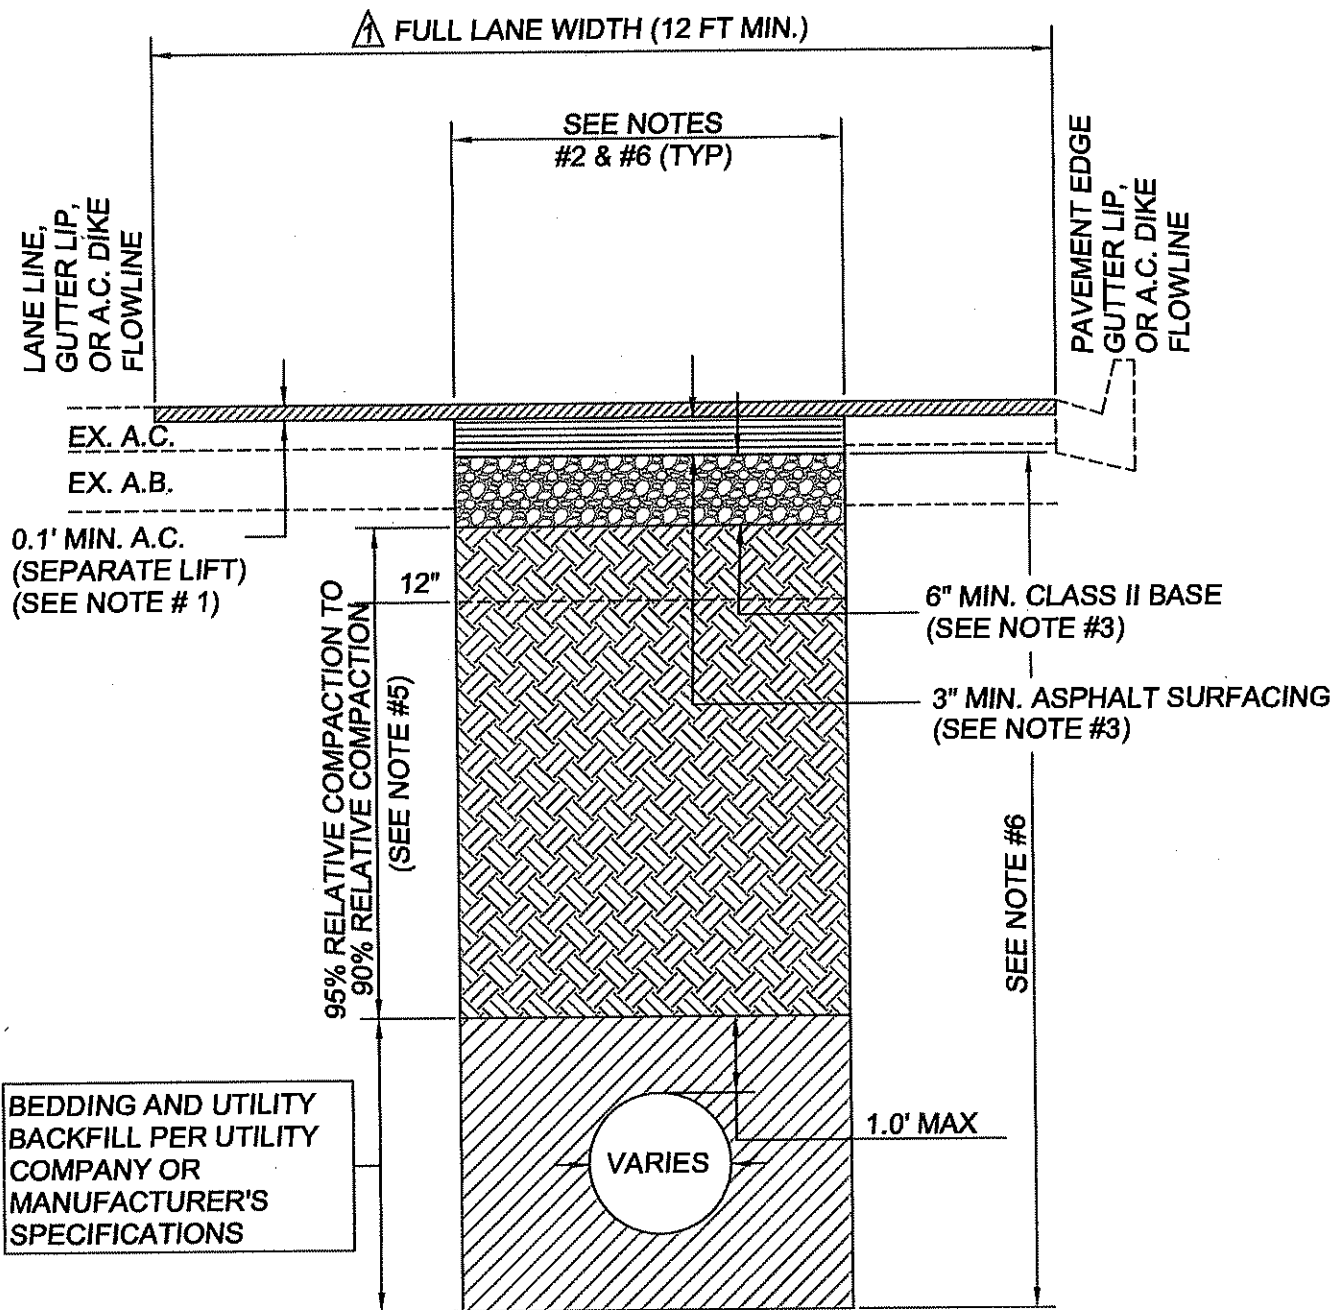 1 FULL LANE WIDTH (12 FT MIN.)
SEE NOTES
#2 & #6 (TYP)
LANE LINE,
GUTTER LIP,
OR A.C. DIKE
FLOWLINE
PAVEMENT EDGE
GUTTER LIP,
OR A.C. DIKE
FLOWLINE
EX. A.C.
EX. A.B.
0.1' MIN. A.C.
(SEPARATE LIFT)
(SEE NOTE # 1)
12"
95% RELATIVE COMPACTION TO
90% RELATIVE COMPACTION
(SEE NOTE #5)
6" MIN. CLASS II BASE
(SEE NOTE #3)
3" MIN. ASPHALT SURFACING
(SEE NOTE #3)
SEE NOTE #6
BEDDING AND UTILITY
BACKFILL PER UTILITY
COMPANY OR
MANUFACTURER'S
SPECIFICATIONS
VARIES
1.0' MAX